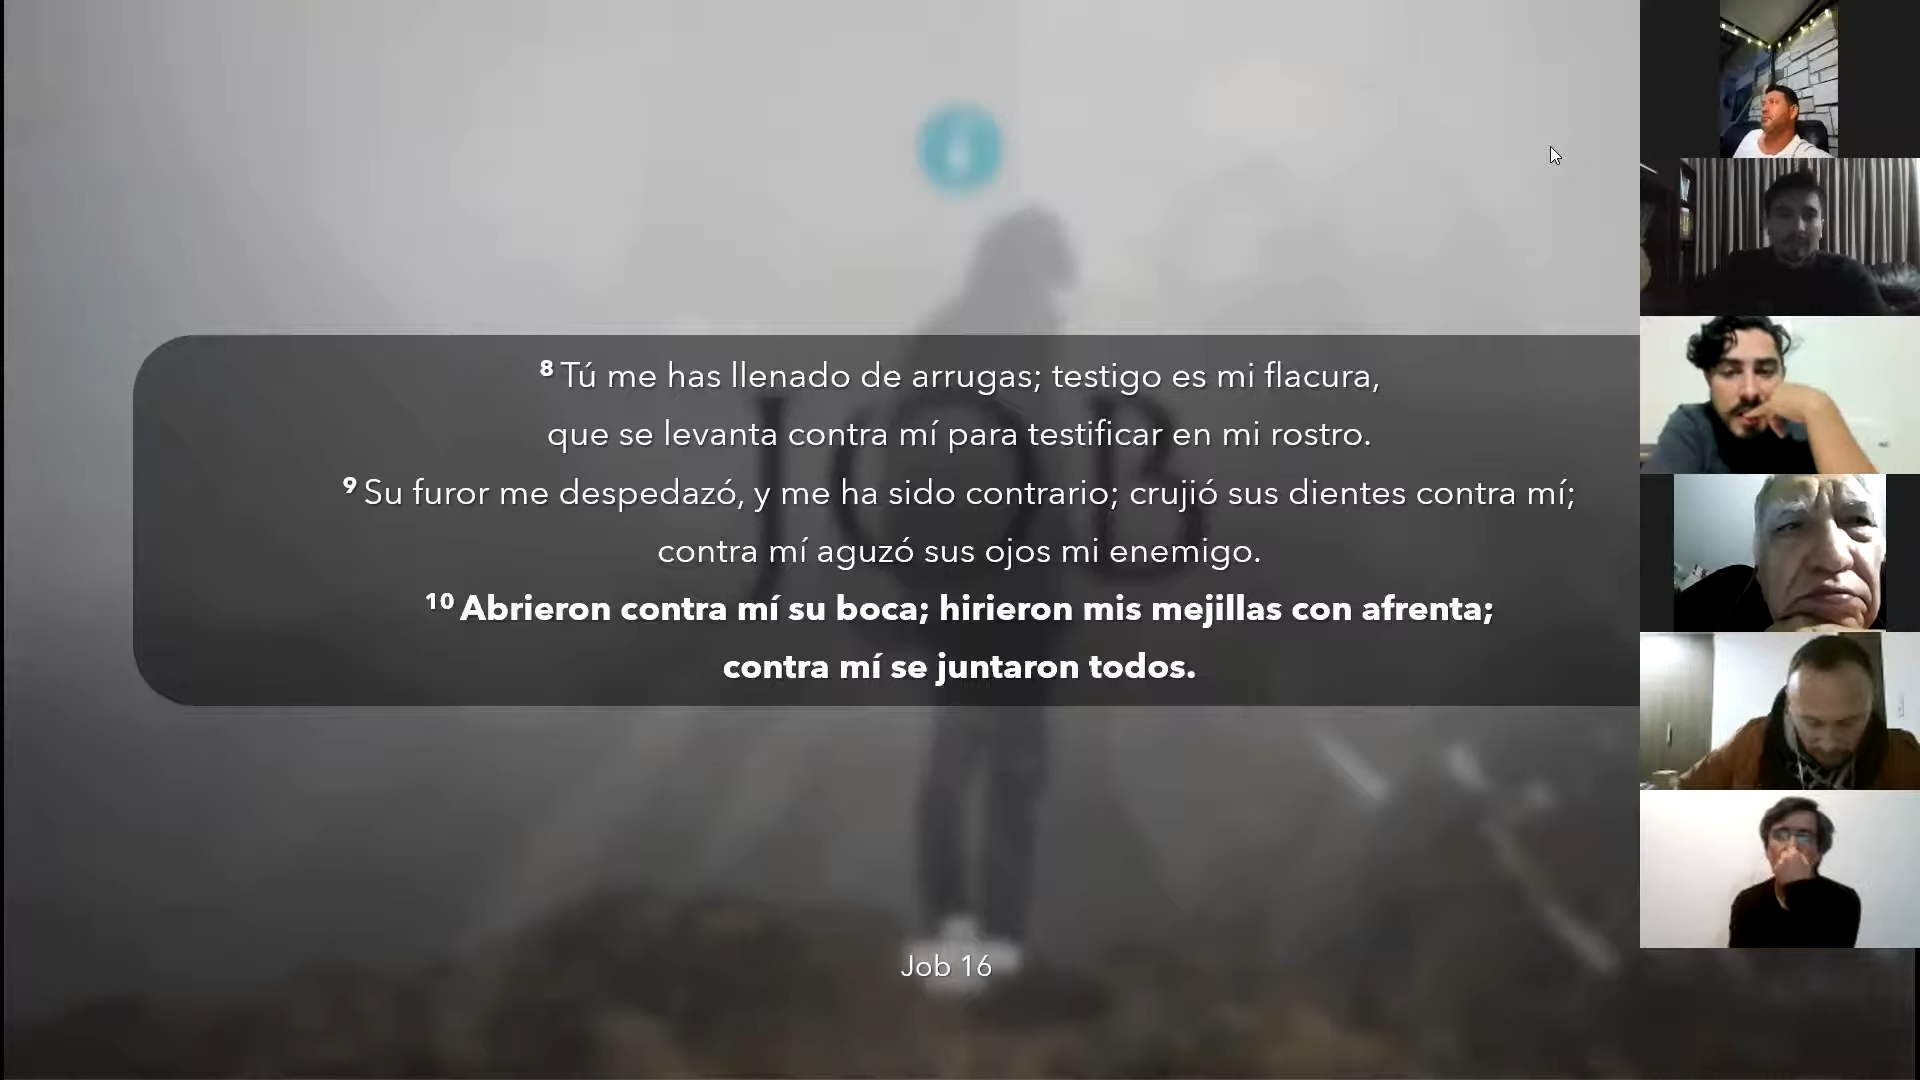 8 Tú me has llenado de arrugas; testigo es mi flacura,
que se levanta contra mí para testificar en mi rostro.
9 Su furor me despedazó, y me ha sido contrario; crujió sus dientes contra mí;
contra mí aguzó sus ojos mi enemigo.
10 Abrieron contra mí su boca; hirieron mis mejillas con afrenta;
contra mí se juntaron todos.
JOB
Job 16